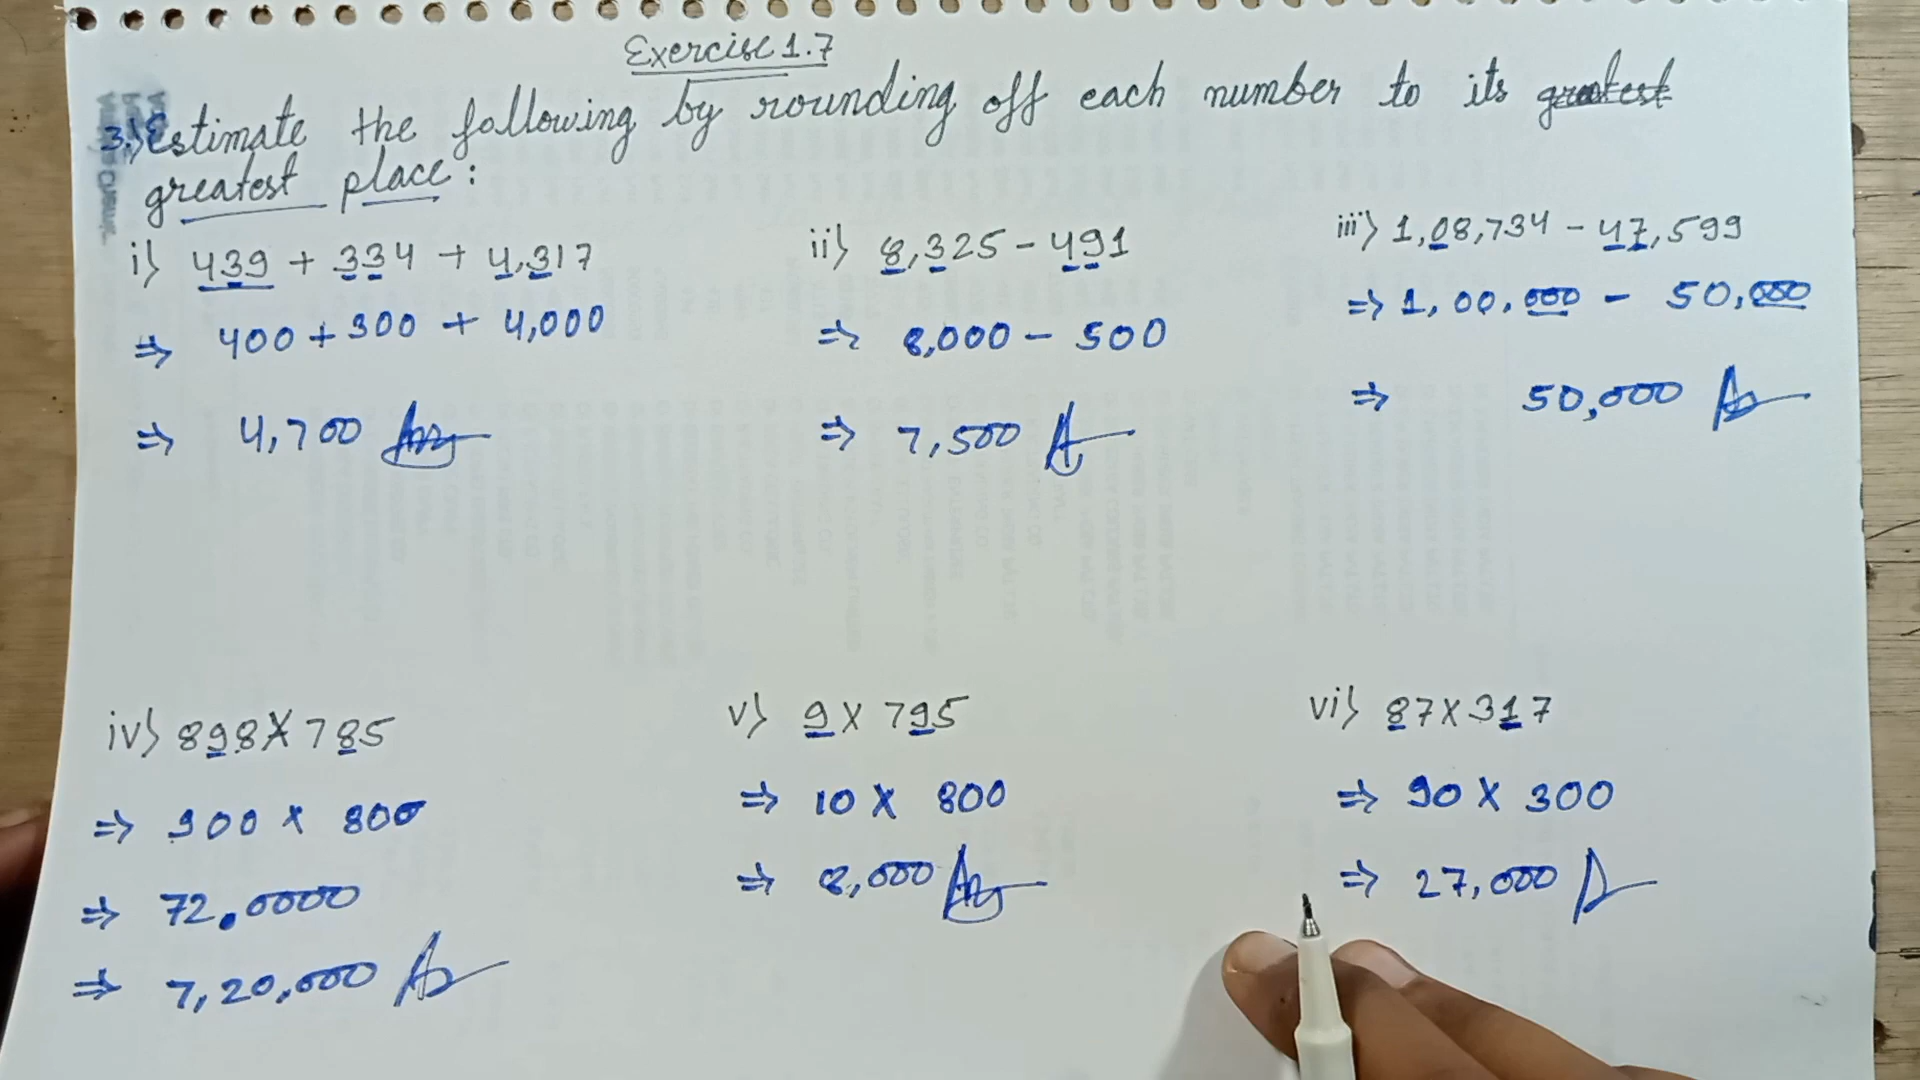 Exercise 1.7
3.) Estimate the following by rounding off each number to its greatest
greatest place:
i) 439 + 334 + 4,317
⇒ 400 + 300 + 4,000
⇒ 4,700 Ans
ii) 8,325 - 491
⇒ 8,000 - 500
⇒ 7,500
iii) 1,08,734 - 47,599
⇒ 1,00,000 - 50,000
⇒ 50,000
iv) 898 X 785
⇒ 900 x 800
⇒ 72,0000
⇒ 7,20,000
v) 9 X 795
⇒ 10 X 800
⇒ 8,000 Ans
vi) 87 X 317
⇒ 90 X 300
⇒ 27,000